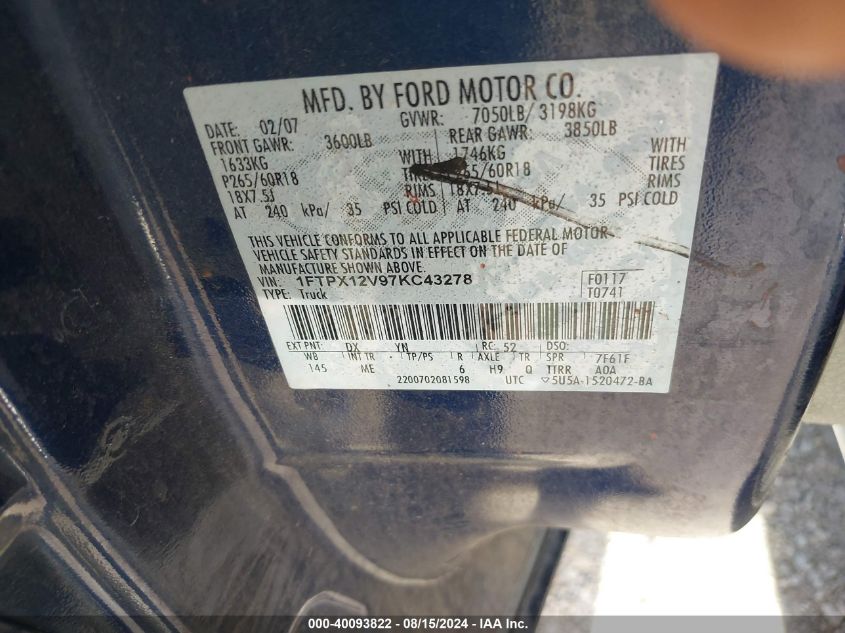 MFD. BY FORD MOTOR CO.
DATE: 02/07 GVWR: 7050LB/ 3198KG
FRONT GAWR: 3600LB REAR GAWR: 3850LB
1633KG WITH 1746KG WITH
P265/60R18 TIRES P265/60R18 TIRES
18X7.5J RIMS 18X7.5J RIMS
AT 240 kPa/ 35 PSI COLD AT 240 kPa/ 35 PSI COLD
THIS VEHICLE CONFORMS TO ALL APPLICABLE FEDERAL MOTOR
VEHICLE SAFETY STANDARDS IN EFFECT ON THE DATE OF
MANUFACTURE SHOWN ABOVE.
VIN: 1FTPX12V97KC43278 F0117
TYPE: Truck T0741
EXT PNT: DX YN RC: 52 DSO:
WB INT TR TP/PS R AXLE TR SPR 7F61F
145 ME 6 H9 Q TTRR A0A
2200702081598 UTC ▽5U5A-1520472-BA
000-40093822 - 08/15/2024 - IAA Inc.